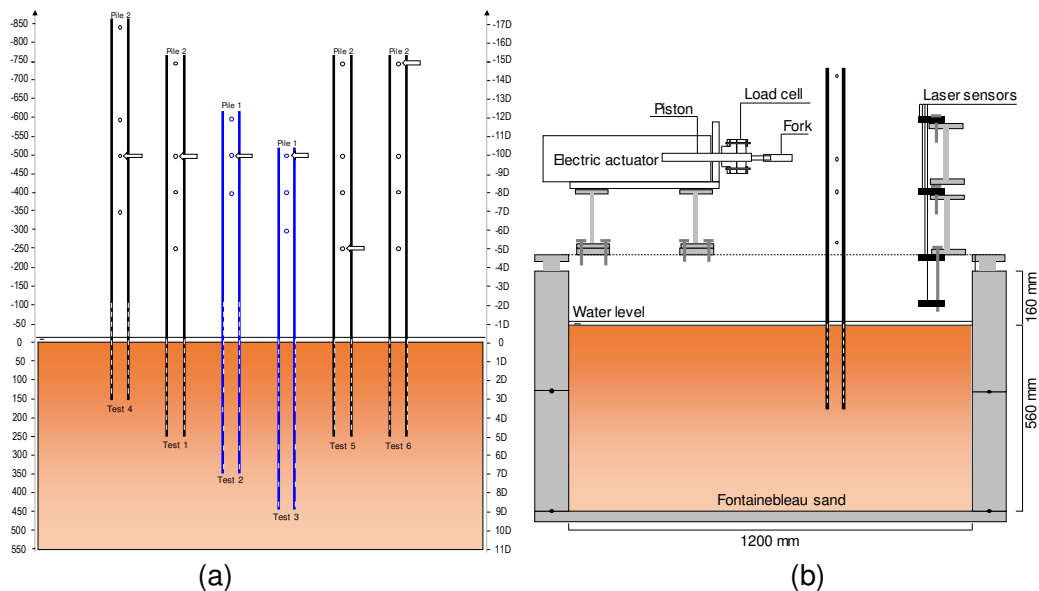 -850
-800
-750
-700
-650
-600
-550
-500
-450
-400
-350
-300
-250
-200
-150
-100
-50
0
50
100
150
200
250
300
350
400
450
500
550
Pile 2
Pile 2
Pile 1
Pile 1
Pile 2
Pile 2
Test 4
Test 1
Test 2
Test 3
Test 5
Test 6
-17D
-16D
-15D
-14D
-13D
-12D
-11D
-10D
-9D
-8D
-7D
-6D
-5D
-4D
-3D
-2D
-1D
0
1D
2D
3D
4D
5D
6D
7D
8D
9D
10D
11D
(a)
Load cell
Piston
Fork
Electric actuator
Laser sensors
Water level
160 mm
560 mm
Fontainebleau sand
1200 mm
(b)